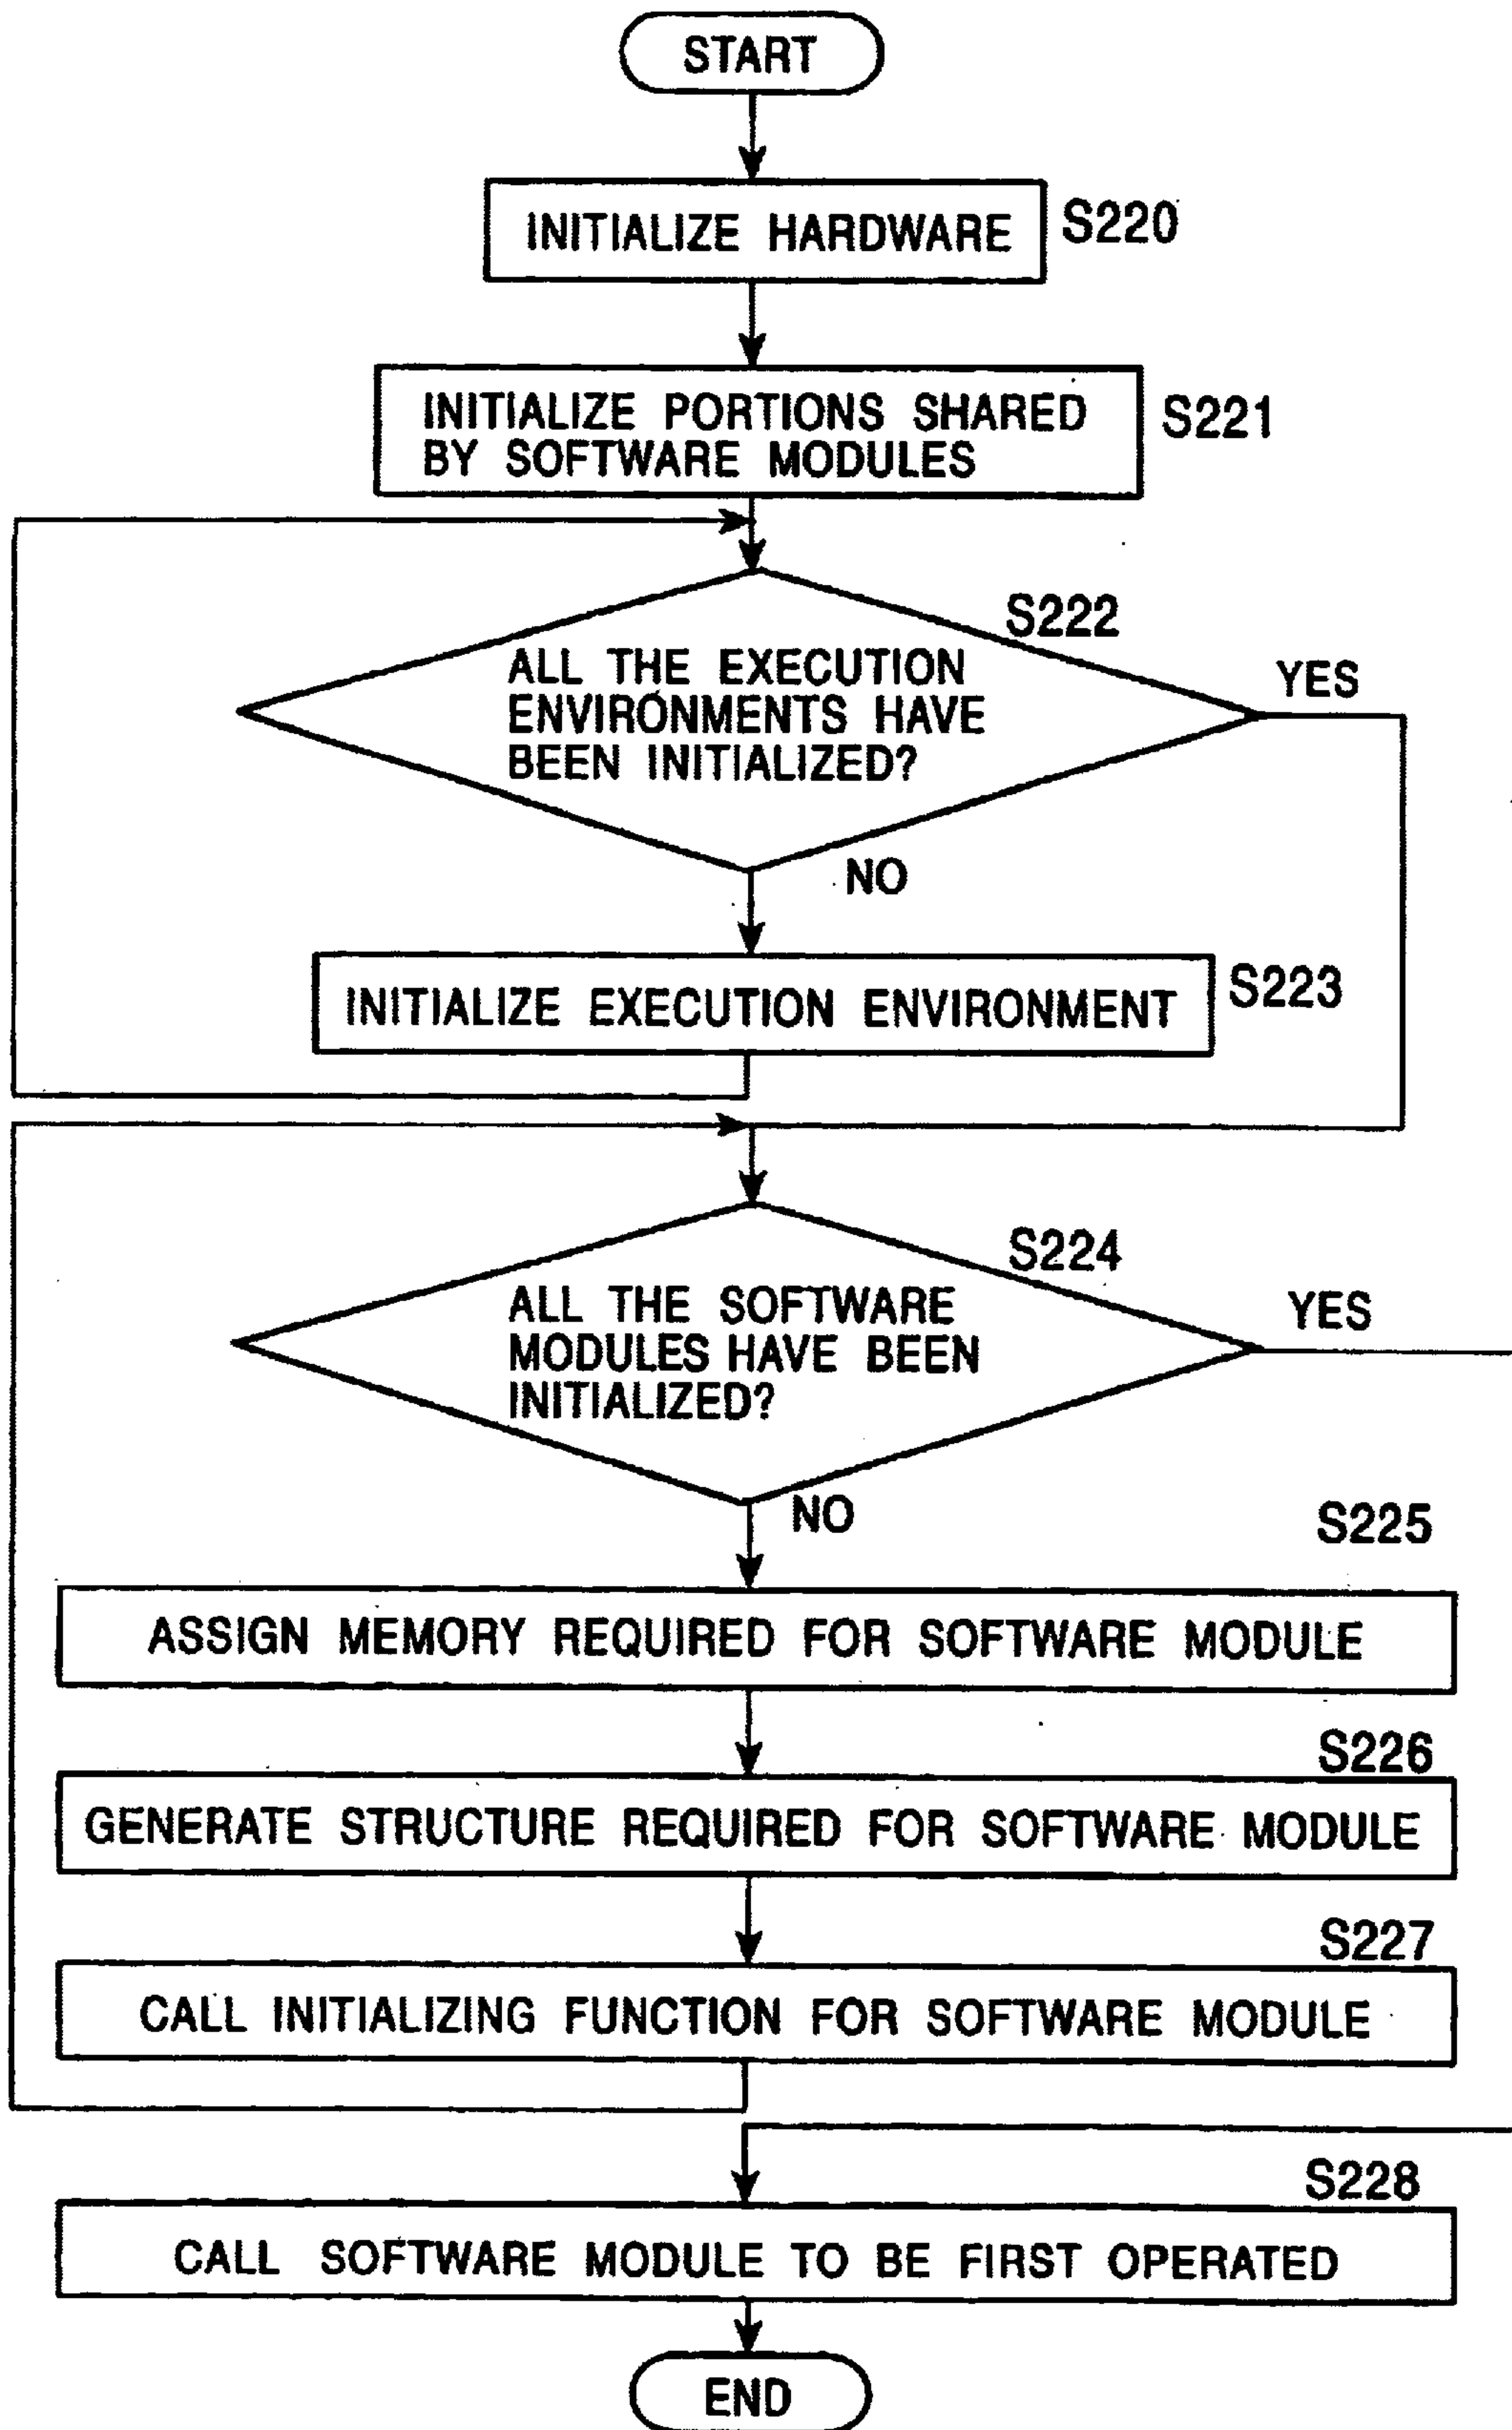 START
INITIALIZE HARDWARE
S220
INITIALIZE PORTIONS SHARED
BY SOFTWARE MODULES
S221
S222
ALL THE EXECUTION
ENVIRONMENTS HAVE
BEEN INITIALIZED?
YES
NO
INITIALIZE EXECUTION ENVIRONMENT
S223
S224
ALL THE SOFTWARE
MODULES HAVE BEEN
INITIALIZED?
YES
NO
S225
ASSIGN MEMORY REQUIRED FOR SOFTWARE MODULE
S226
GENERATE STRUCTURE REQUIRED FOR SOFTWARE MODULE
S227
CALL INITIALIZING FUNCTION FOR SOFTWARE MODULE
S228
CALL SOFTWARE MODULE TO BE FIRST OPERATED
END